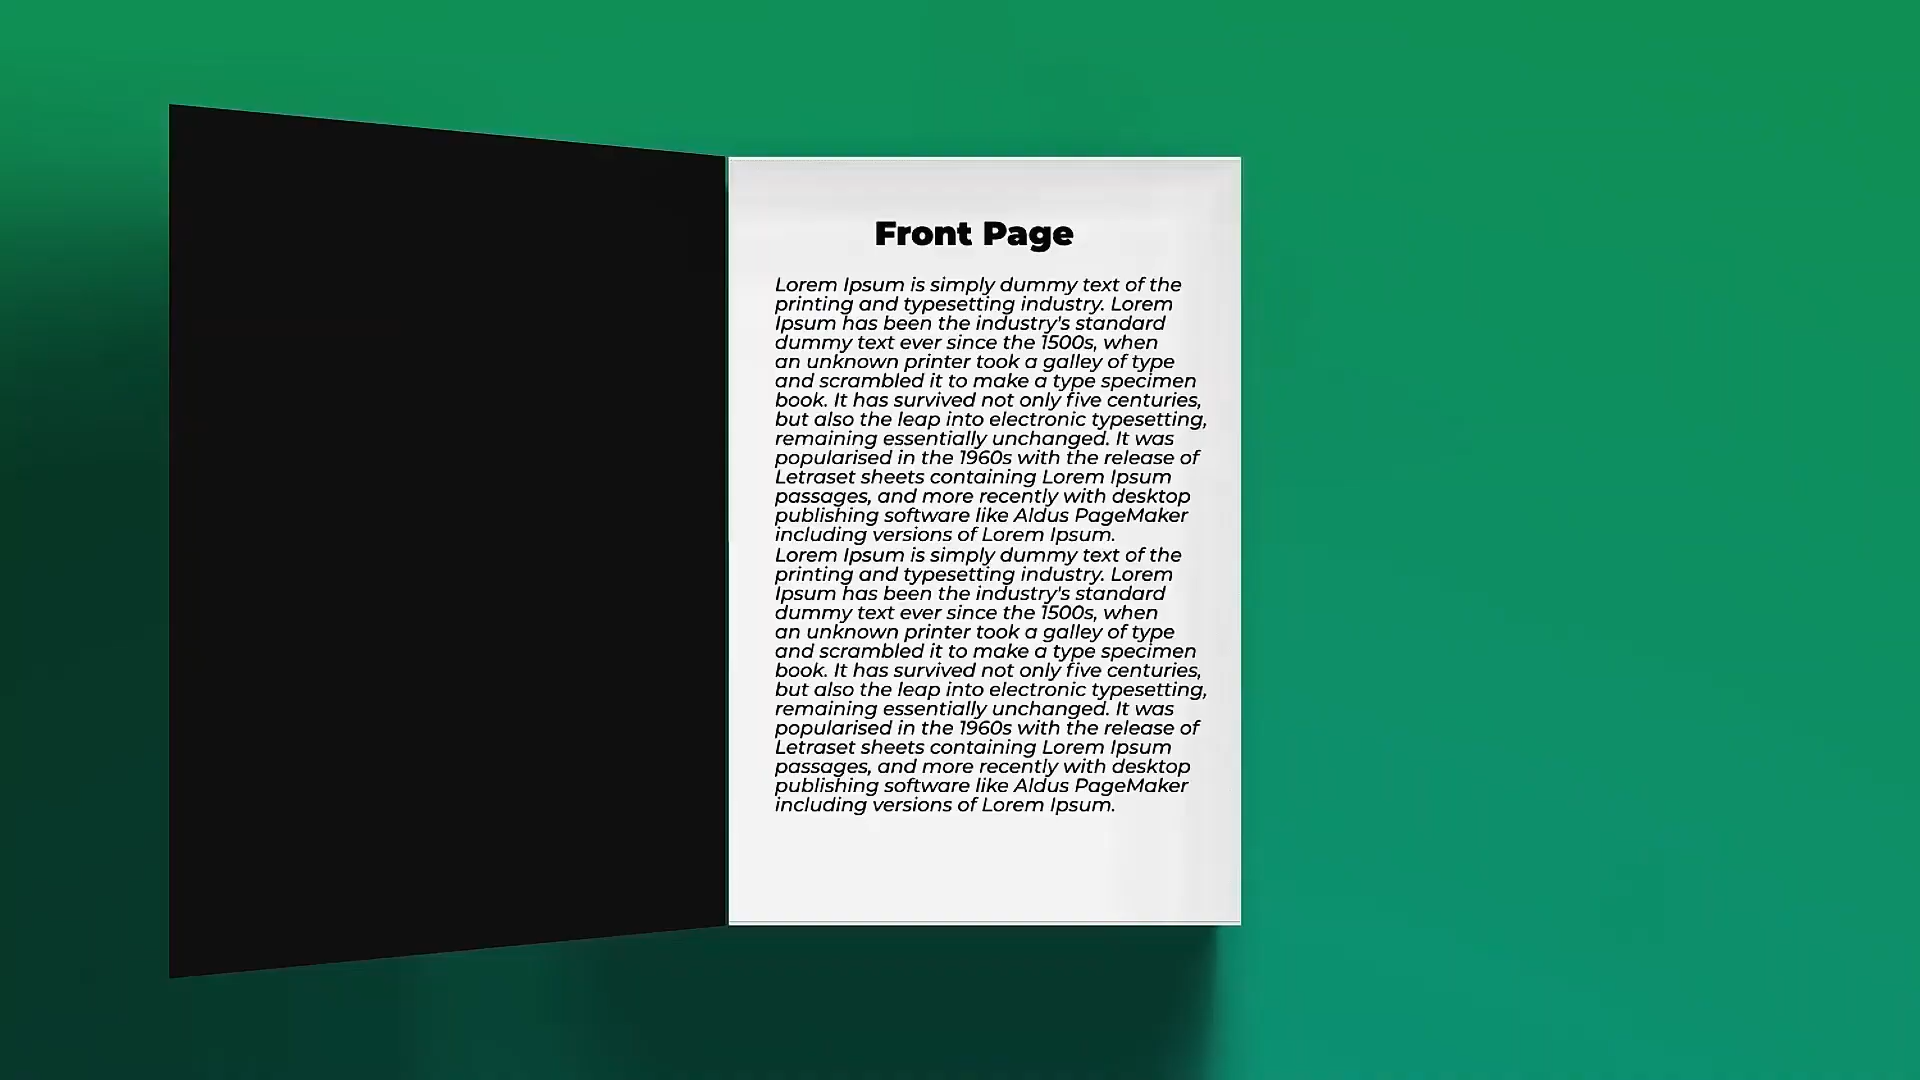 Front Page
Lorem Ipsum is simply dummy text of the
printing and typesetting industry. Lorem
Ipsum has been the industry's standard
dummy text ever since the 1500s, when
an unknown printer took a galley of type
and scrambled it to make a type specimen
book. It has survived not only five centuries,
but also the leap into electronic typesetting,
remaining essentially unchanged. It was
popularised in the 1960s with the release of
Letraset sheets containing Lorem Ipsum
passages, and more recently with desktop
publishing software like Aldus PageMaker
including versions of Lorem Ipsum.
Lorem Ipsum is simply dummy text of the
printing and typesetting industry. Lorem
Ipsum has been the industry's standard
dummy text ever since the 1500s, when
an unknown printer took a galley of type
and scrambled it to make a type specimen
book. It has survived not only five centuries,
but also the leap into electronic typesetting,
remaining essentially unchanged. It was
popularised in the 1960s with the release of
Letraset sheets containing Lorem Ipsum
passages, and more recently with desktop
publishing software like Aldus PageMaker
including versions of Lorem Ipsum.